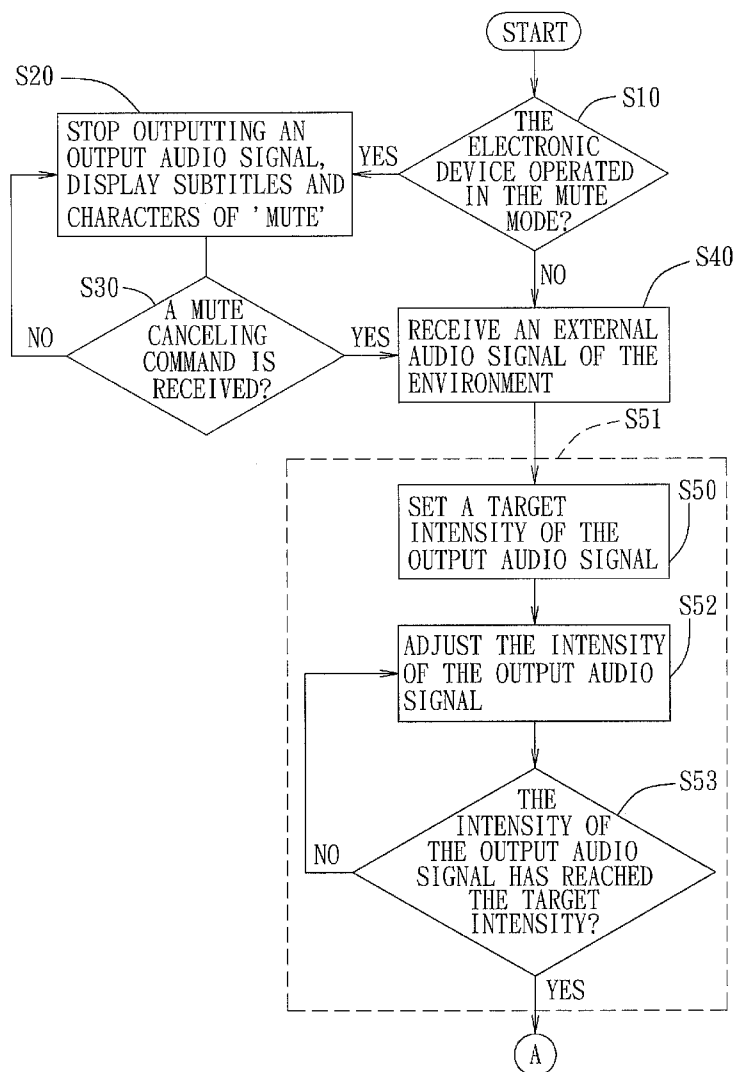 START
S10
THE
ELECTRONIC
DEVICE OPERATED
IN THE MUTE
MODE?
YES
NO
S20
STOP OUTPUTTING AN
OUTPUT AUDIO SIGNAL,
DISPLAY SUBTITLES AND
CHARACTERS OF 'MUTE'
S30
A MUTE
CANCELING
COMMAND IS
RECEIVED?
NO
YES
S40
RECEIVE AN EXTERNAL
AUDIO SIGNAL OF THE
ENVIRONMENT
S51
S50
SET A TARGET
INTENSITY OF THE
OUTPUT AUDIO SIGNAL
S52
ADJUST THE INTENSITY
OF THE OUTPUT AUDIO
SIGNAL
S53
THE
INTENSITY OF
THE OUTPUT AUDIO
SIGNAL HAS REACHED
THE TARGET
INTENSITY?
NO
YES
A